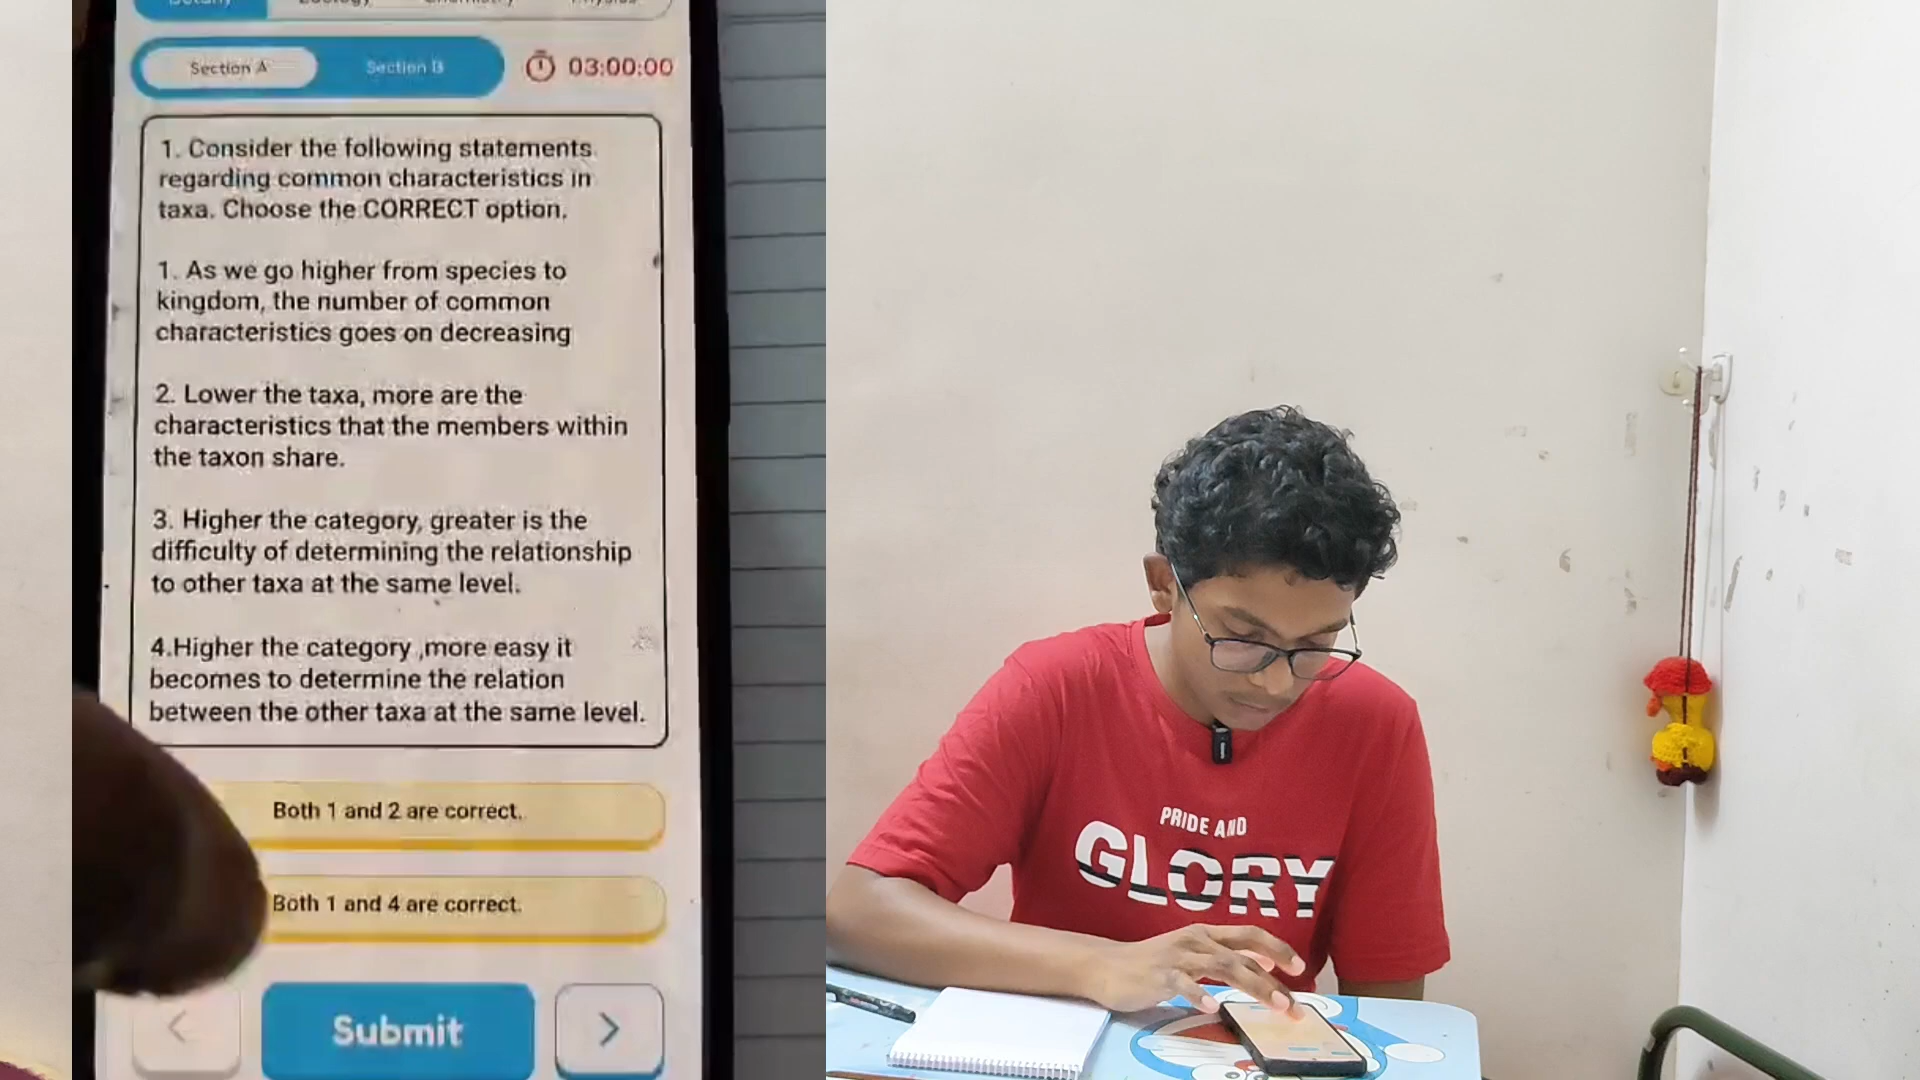 Botany Zoology Chemistry Physics
Section A Section B 03:00:00
1. Consider the following statements
regarding common characteristics in
taxa. Choose the CORRECT option.
1. As we go higher from species to
kingdom, the number of common
characteristics goes on decreasing
2. Lower the taxa, more are the
characteristics that the members within
the taxon share.
3. Higher the category, greater is the
difficulty of determining the relationship
to other taxa at the same level.
4.Higher the category ,more easy it
becomes to determine the relation
between the other taxa at the same level.
Both 1 and 2 are correct.
Both 1 and 4 are correct.
Submit
PRIDE AND
GLORY